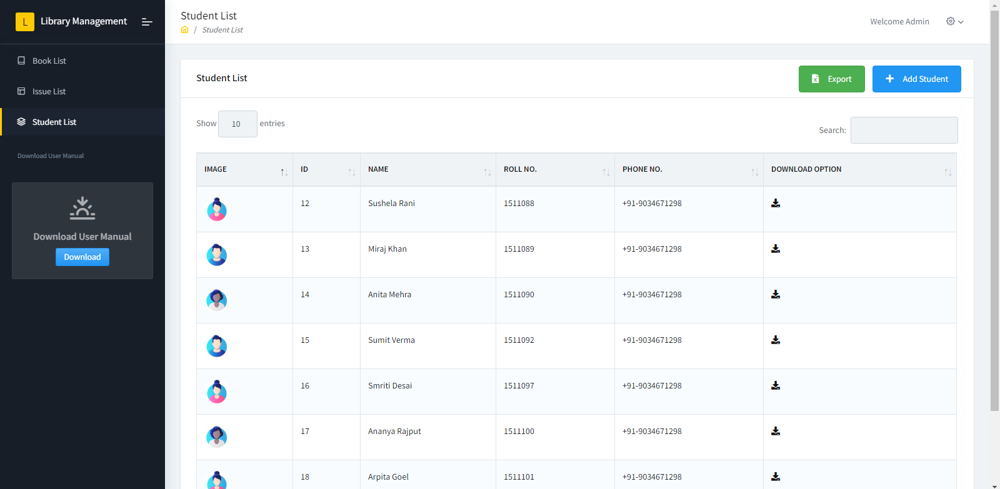 L Library Management
Book List
Issue List
Student List
Download User Manual
Download User Manual
Download
Student List
/ Student List
Welcome Admin
Student List
Export
Add Student
Show 10 entries
Search:
IMAGE ID NAME ROLL NO. PHONE NO. DOWNLOAD OPTION
12 Sushela Rani 1511088 +91-9034671298
13 Miraj Khan 1511089 +91-9034671298
14 Anita Mehra 1511090 +91-9034671298
15 Sumit Verma 1511092 +91-9034671298
16 Smriti Desai 1511097 +91-9034671298
17 Ananya Rajput 1511100 +91-9034671298
18 Arpita Goel 1511101 +91-9034671298